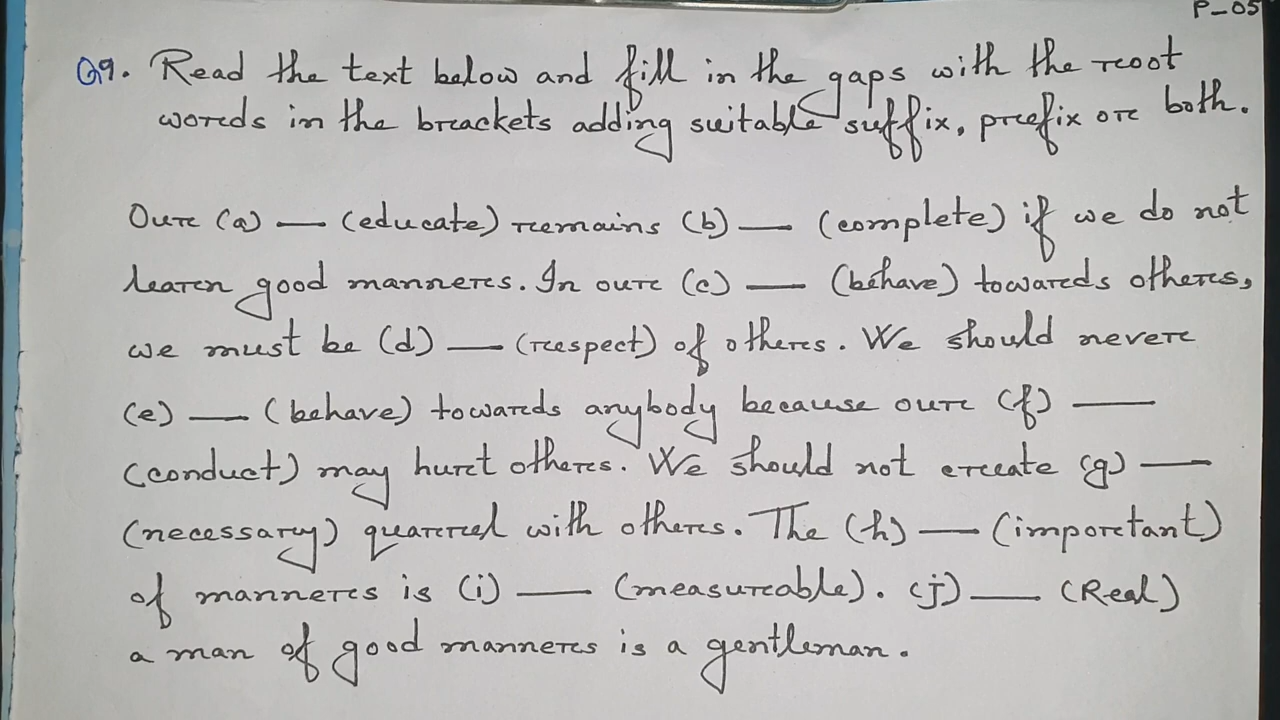 P-05
Q9. Read the text below and fill in the gaps with the root
words in the brackets adding suitable suffix, prefix or both.
Our (a) — (educate) remains (b) — (complete) if we do not
learn good manners. In our (c) — (behave) towards others,
we must be (d) — (respect) of others. We should never
(e) — (behave) towards anybody because our (f) —
(conduct) may hurt others. We should not create (g) —
(necessary) quarrel with others. The (h) — (important)
of manners is (i) — (measurable). (j) — (Real)
a man of good manners is a gentleman.